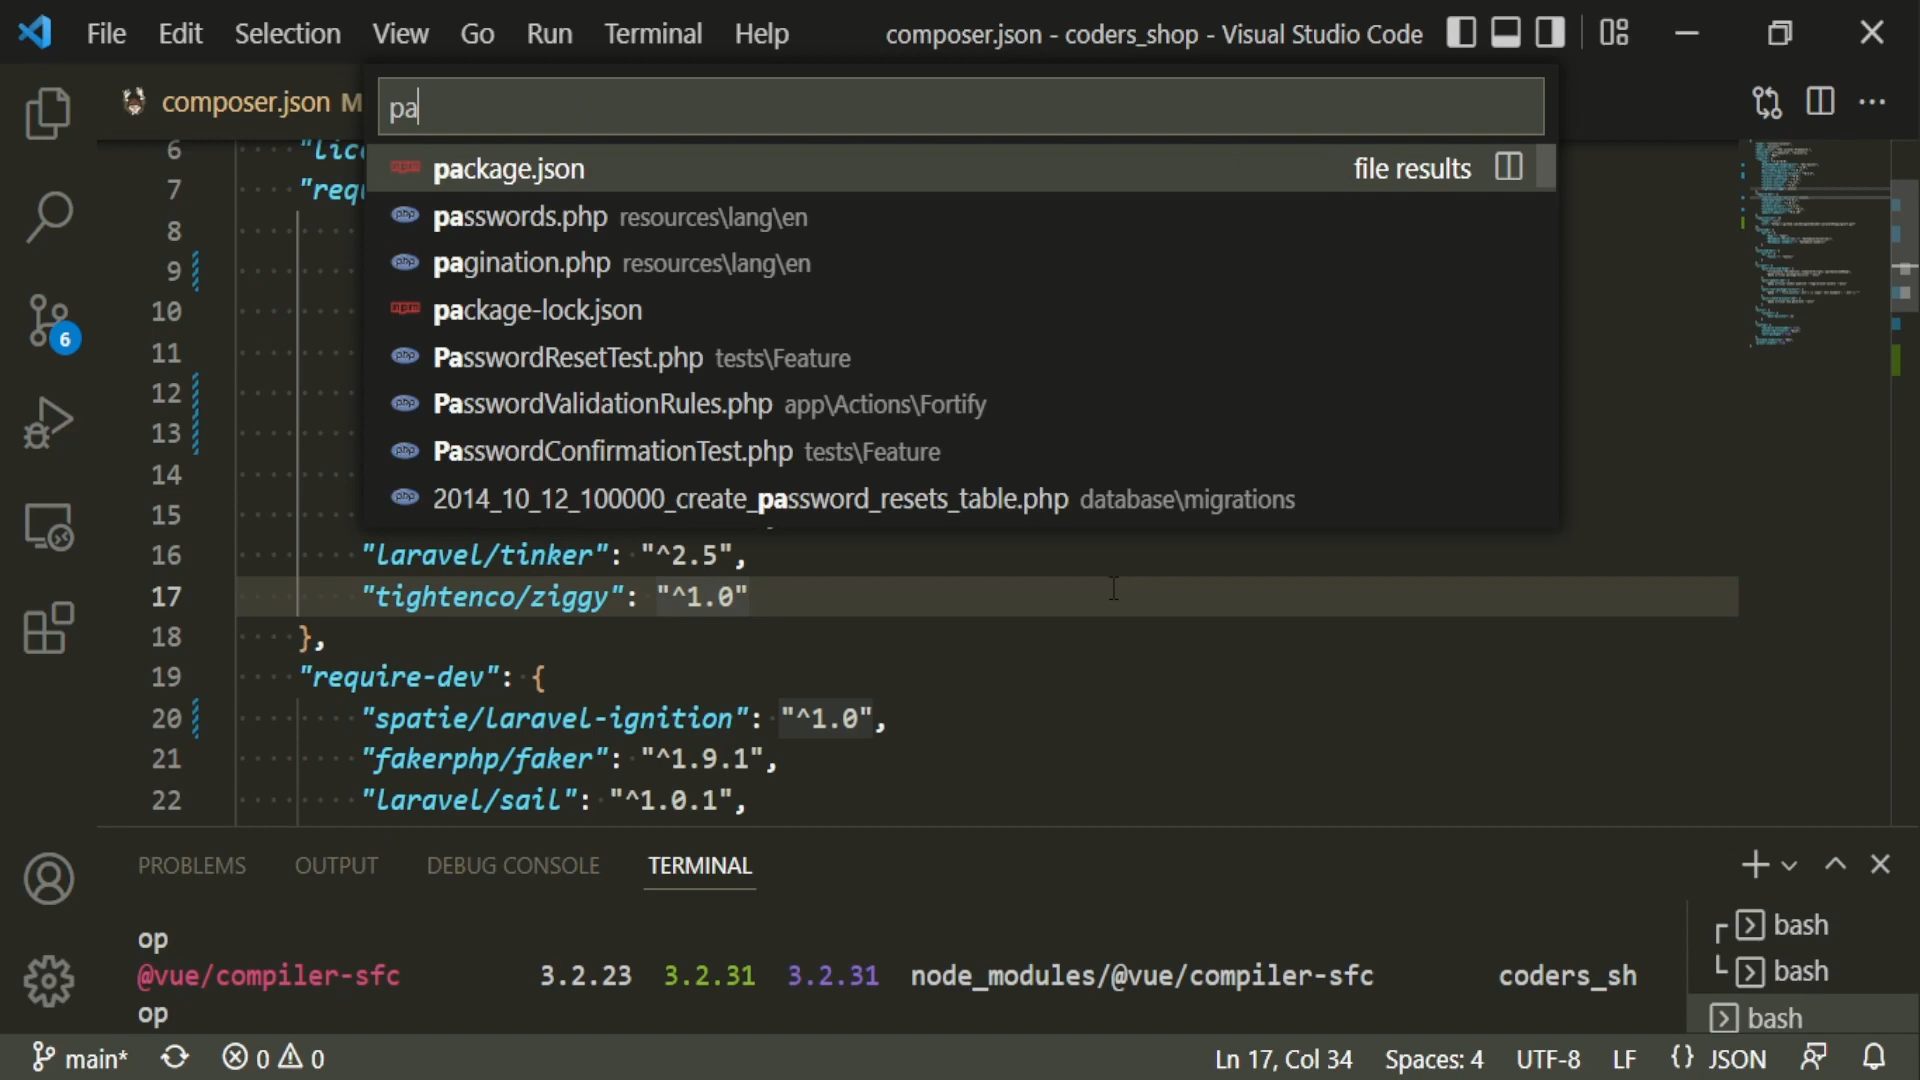 File Edit Selection View Go Run Terminal Help composer.json - coders_shop - Visual Studio Code
composer.json M
pa
package.json file results
passwords.php resources\lang\en
pagination.php resources\lang\en
package-lock.json
PasswordResetTest.php tests\Feature
PasswordValidationRules.php app\Actions\Fortify
PasswordConfirmationTest.php tests\Feature
2014_10_12_100000_create_password_resets_table.php database\migrations
6 "lic
7 "requ
8
9
10
11
12
13
14
15
16 "laravel/tinker": "^2.5",
17 "tightenco/ziggy": "^1.0"
18 },
19 "require-dev": {
20 "spatie/laravel-ignition": "^1.0",
21 "fakerphp/faker": "^1.9.1",
22 "laravel/sail": "^1.0.1",
6
PROBLEMS OUTPUT DEBUG CONSOLE TERMINAL
op
@vue/compiler-sfc 3.2.23 3.2.31 3.2.31 node_modules/@vue/compiler-sfc coders_sh
op
bash
bash
bash
main* 0 0 Ln 17, Col 34 Spaces: 4 UTF-8 LF {} JSON